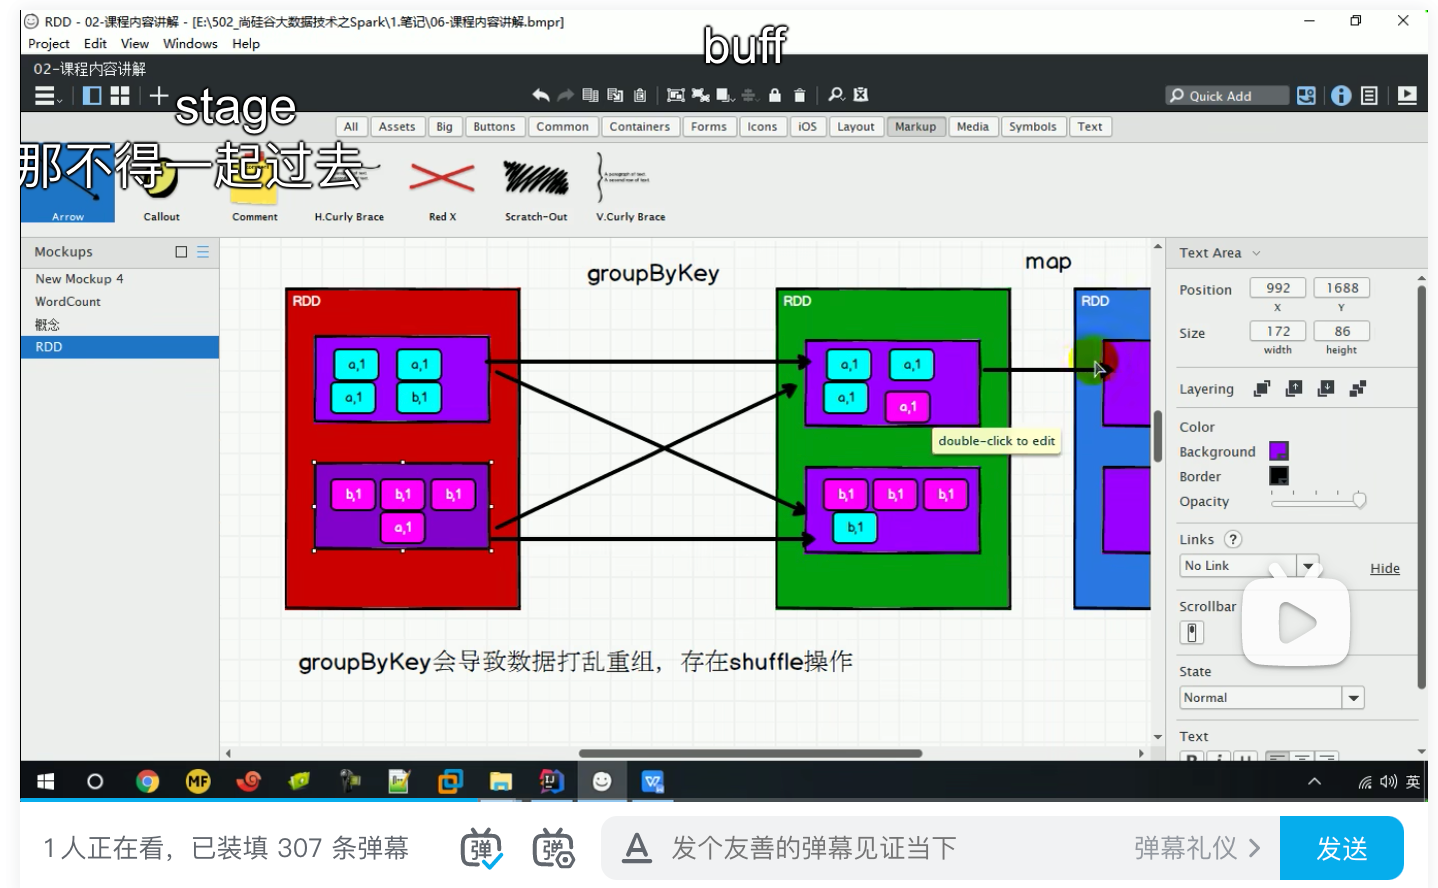 RDD - 02-课程内容讲解 - [E:\502_尚硅谷大数据技术之Spark\1.笔记\06-课程内容讲解.bmpr]
Project Edit View Windows Help
buff
02-课程内容讲解
stage
Quick Add
All Assets Big Buttons Common Containers Forms Icons iOS Layout Markup Media Symbols Text
那不得一起过去
A paragraph of text.
A second row of text.
Arrow Callout Comment H.Curly Brace Red X Scratch-Out V.Curly Brace
Mockups
New Mockup 4
WordCount
概念
RDD
groupByKey
map
RDD
a,1 a,1
a,1 b,1
b,1 b,1 b,1
a,1
RDD
a,1 a,1
a,1 a,1
double-click to edit
b,1 b,1 b,1
b,1
RDD
groupByKey会导致数据打乱重组，存在shuffle操作
Text Area
Position 992 1688
X Y
Size 172 86
width height
Layering
Color
Background
Border
Opacity
Links ?
No Link Hide
Scrollbar
State
Normal
Text
B i U
MF
英
1人正在看，已装填 307 条弹幕
弹 弹
A 发个友善的弹幕见证当下 弹幕礼仪 >
发送